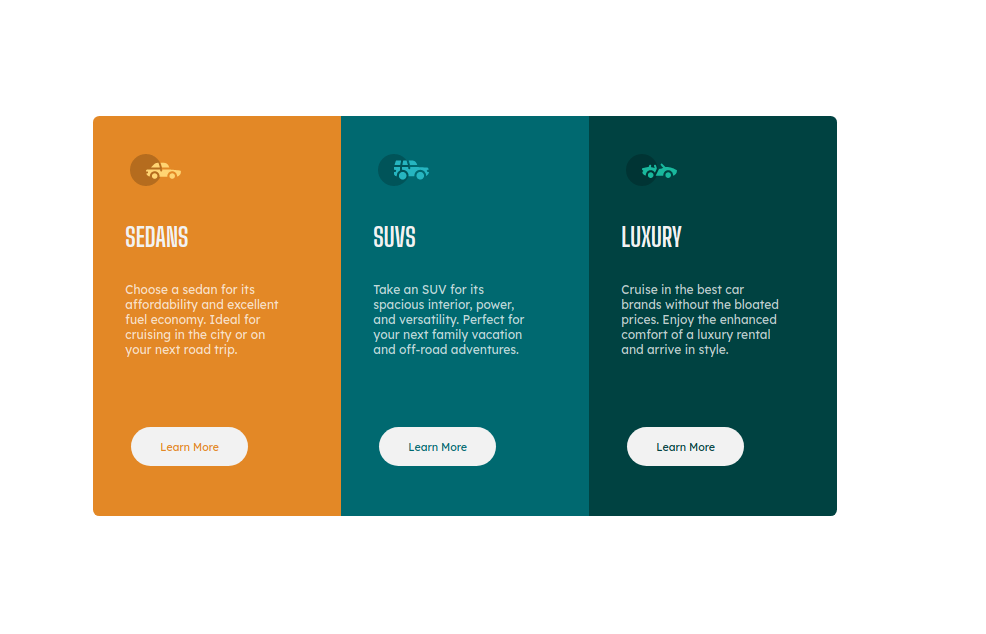 SEDANS
Choose a sedan for its
affordability and excellent
fuel economy. Ideal for
cruising in the city or on
your next road trip.
Learn More
SUVS
Take an SUV for its
spacious interior, power,
and versatility. Perfect for
your next family vacation
and off-road adventures.
Learn More
LUXURY
Cruise in the best car
brands without the bloated
prices. Enjoy the enhanced
comfort of a luxury rental
and arrive in style.
Learn More